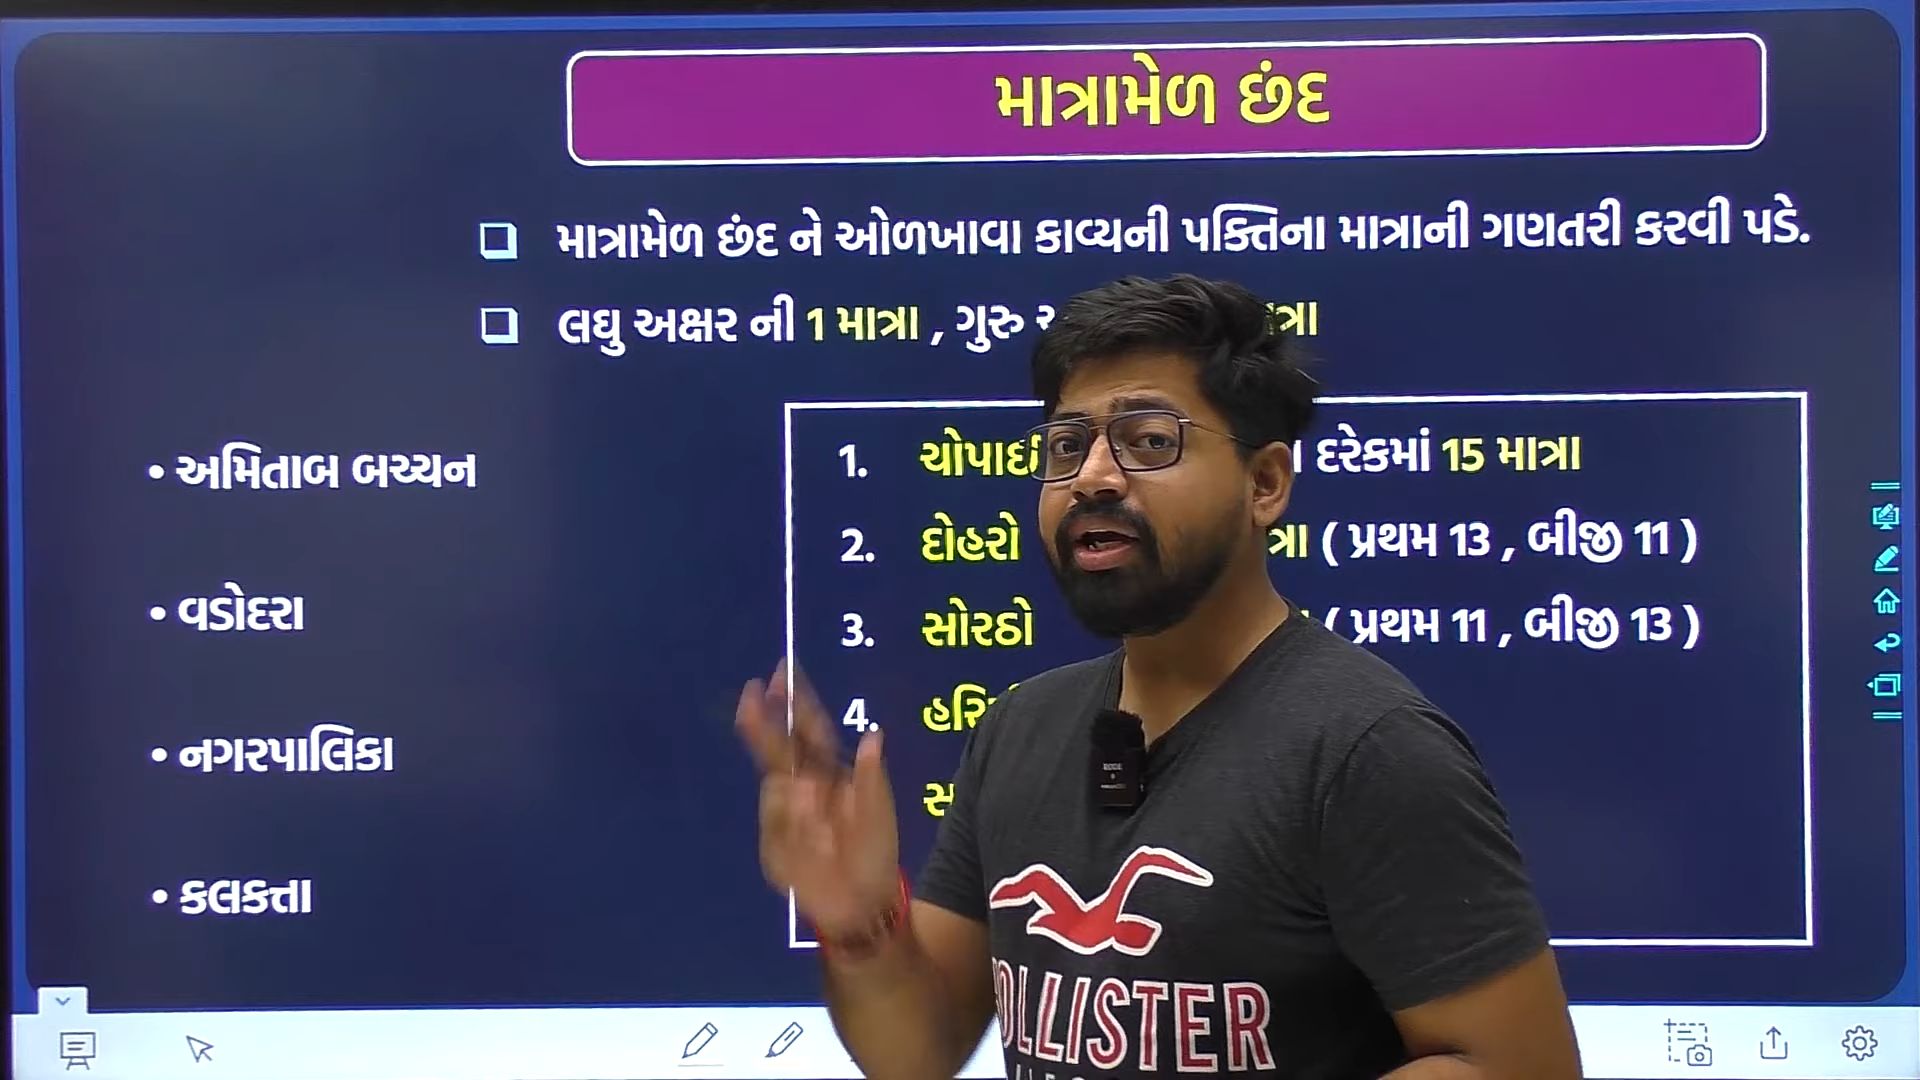 માત્રામેળ છંદ
❑ માત્રામેળ છંદ ને ઓળખાવા કાવ્યની પક્તિના માત્રાની ગણતરી કરવી પડે.
❑ લઘુ અક્ષર ની 1 માત્રા , ગુરુ
• અમિતાબ બચ્ચન
• વડોદરા
• નગરપાલિકા
• કલકત્તા
1. ચોપાઈ દરેકમાં 15 માત્રા
2. દોહરો ( પ્રથમ 13 , બીજી 11 )
3. સોરઠો ( પ્રથમ 11 , બીજી 13 )
4.
HOLLISTER